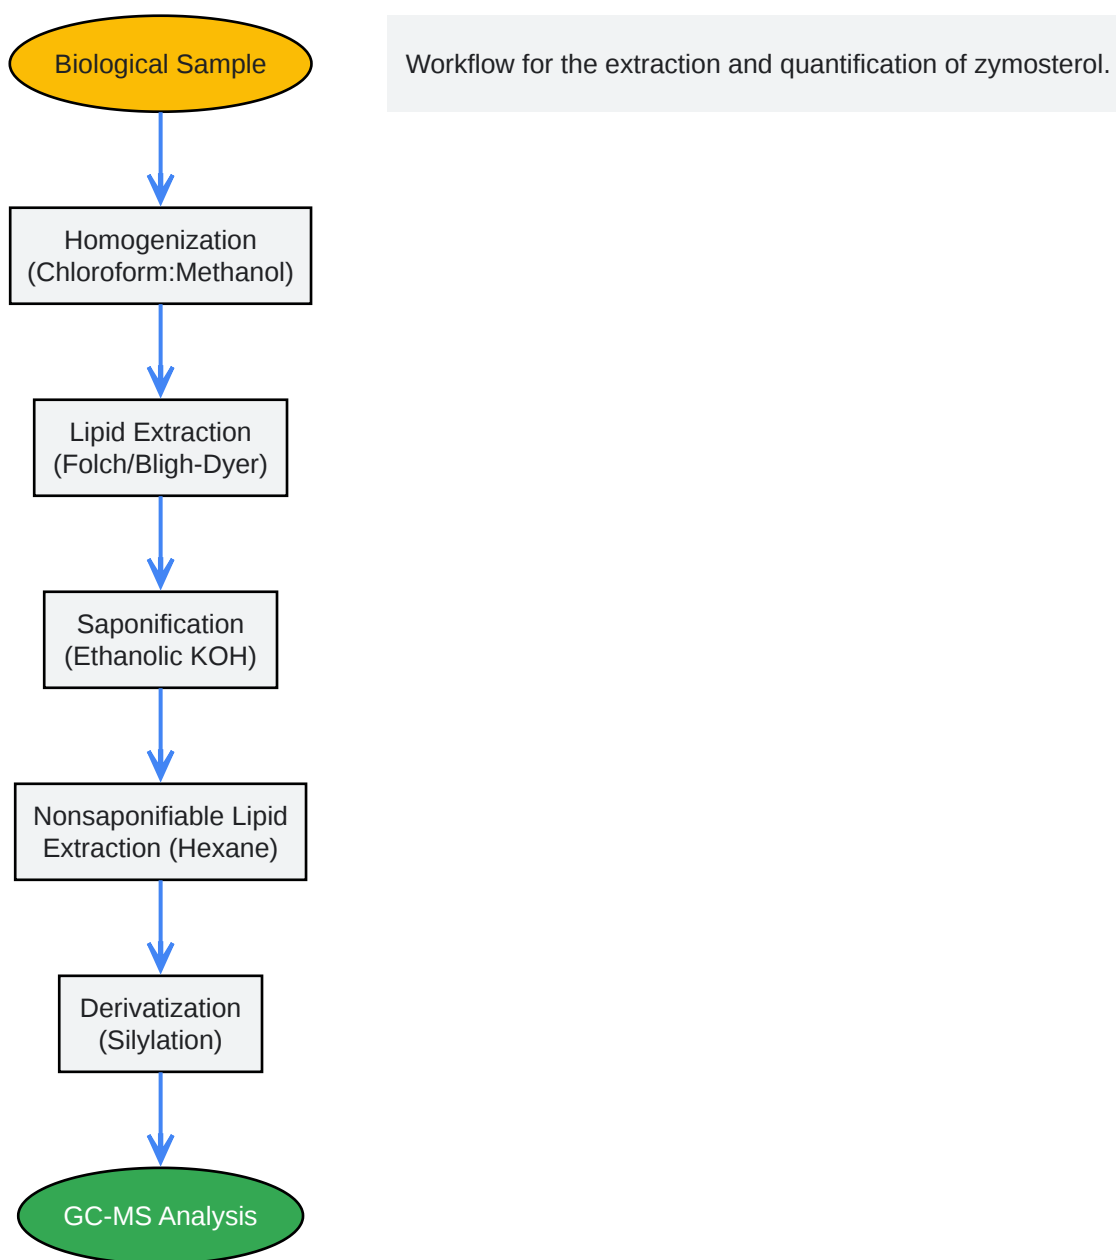 Biological Sample
Workflow for the extraction and quantification of zymosterol.
Homogenization
(Chloroform:Methanol)
Lipid Extraction
(Folch/Bligh-Dyer)
Saponification
(Ethanolic KOH)
Nonsaponifiable Lipid
Extraction (Hexane)
Derivatization
(Silylation)
GC-MS Analysis